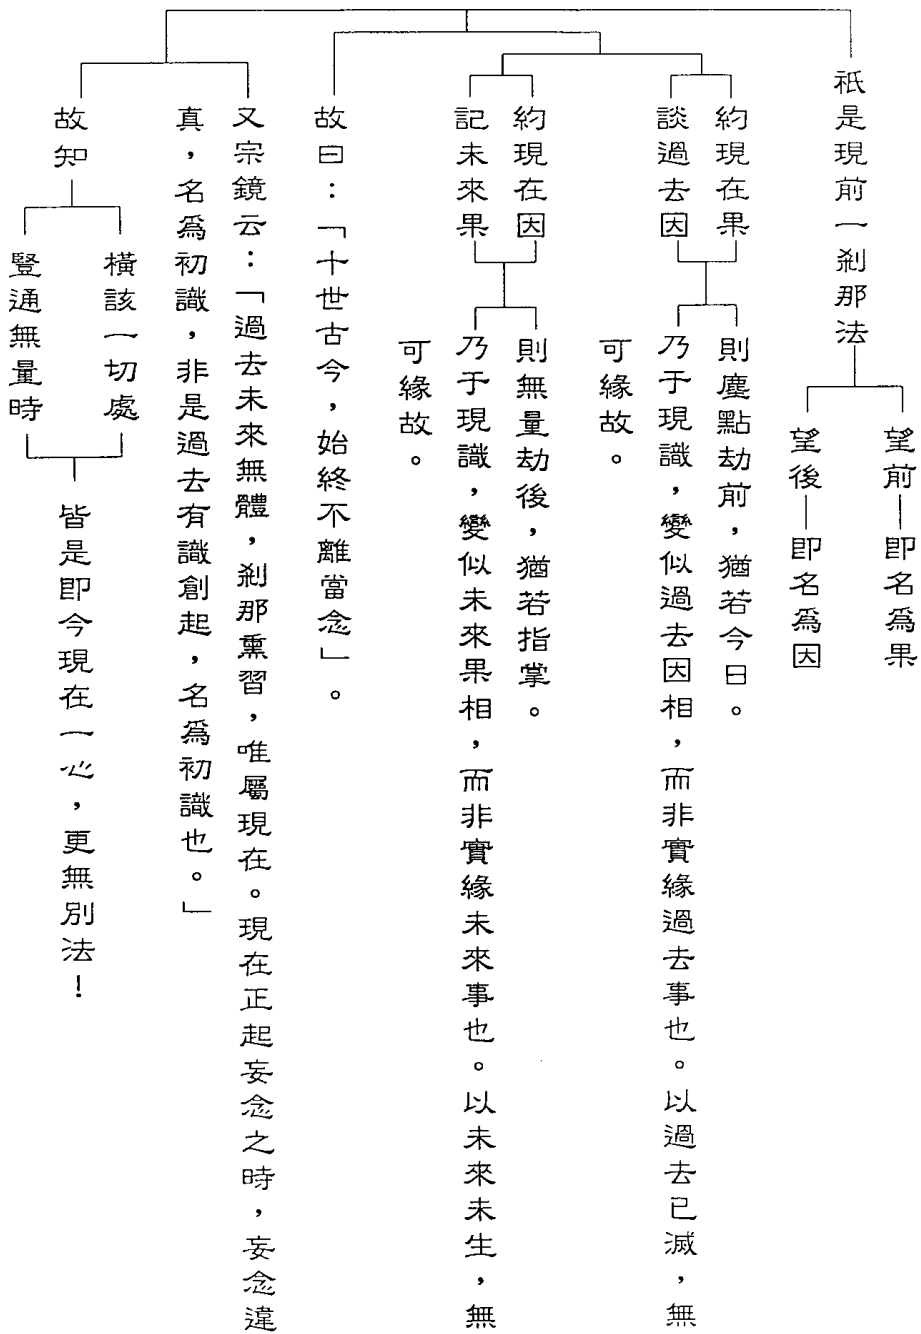 祇是現前一剎那法
望前—即名爲果
望後—即名爲因
約現在果
談過去因
則塵點劫前，猶若今日。
乃于現識，變似過去因相，而非實緣過去事也。以過去已滅，無
可緣故。
約現在因
記未來果
則無量劫後，猶若指掌。
乃于現識，變似未來果相，而非實緣未來事也。以未來未生，無
可緣故。
故曰：「十世古今，始終不離當念」。
又宗鏡云：「過去未來無體，剎那熏習，唯屬現在。現在正起妄念之時，妄念違
真，名爲初識，非是過去有識創起，名爲初識也。」
故知
橫該一切處
豎通無量時
皆是即今現在一心，更無別法！